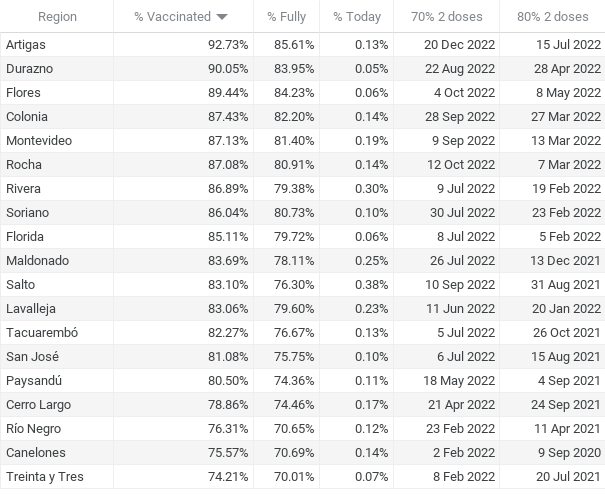 Region % Vaccinated % Fully % Today 70% 2 doses 80% 2 doses
Artigas 92.73% 85.61% 0.13% 20 Dec 2022 15 Jul 2022
Durazno 90.05% 83.95% 0.05% 22 Aug 2022 28 Apr 2022
Flores 89.44% 84.23% 0.06% 4 Oct 2022 8 May 2022
Colonia 87.43% 82.20% 0.14% 28 Sep 2022 27 Mar 2022
Montevideo 87.13% 81.40% 0.19% 9 Sep 2022 13 Mar 2022
Rocha 87.08% 80.91% 0.14% 12 Oct 2022 7 Mar 2022
Rivera 86.89% 79.38% 0.30% 9 Jul 2022 19 Feb 2022
Soriano 86.04% 80.73% 0.10% 30 Jul 2022 23 Feb 2022
Florida 85.11% 79.72% 0.06% 8 Jul 2022 5 Feb 2022
Maldonado 83.69% 78.11% 0.25% 26 Jul 2022 13 Dec 2021
Salto 83.10% 76.30% 0.38% 10 Sep 2022 31 Aug 2021
Lavalleja 83.06% 79.60% 0.23% 11 Jun 2022 20 Jan 2022
Tacuarembó 82.27% 76.67% 0.13% 5 Jul 2022 26 Oct 2021
San José 81.08% 75.75% 0.10% 6 Jul 2022 15 Aug 2021
Paysandú 80.50% 74.36% 0.11% 18 May 2022 4 Sep 2021
Cerro Largo 78.86% 74.46% 0.17% 21 Apr 2022 24 Sep 2021
Río Negro 76.31% 70.65% 0.12% 23 Feb 2022 11 Apr 2021
Canelones 75.57% 70.69% 0.14% 2 Feb 2022 9 Sep 2020
Treinta y Tres 74.21% 70.01% 0.07% 8 Feb 2022 20 Jul 2021